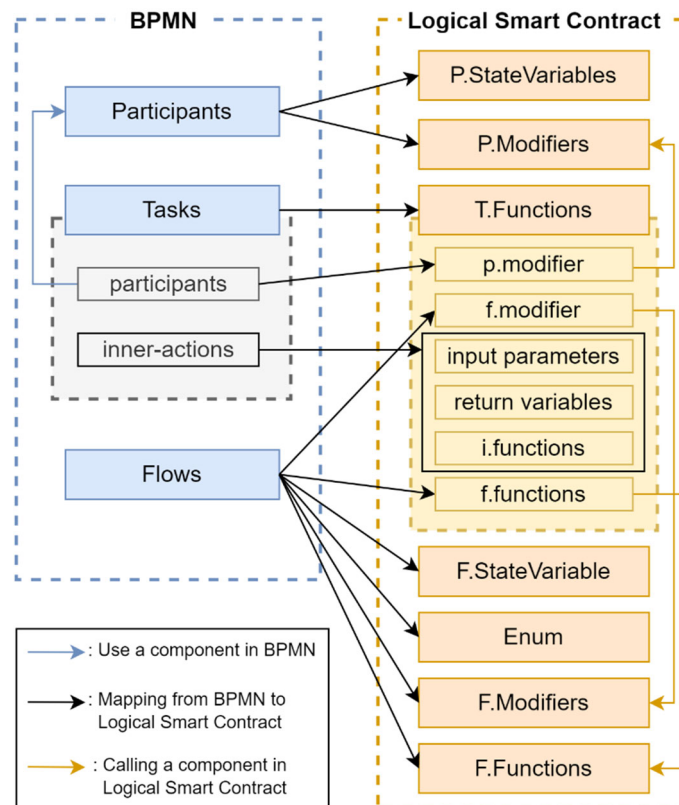 BPMN
Participants
Tasks
participants
inner-actions
Flows
Logical Smart Contract
P.StateVariables
P.Modifiers
T.Functions
p.modifier
f.modifier
input parameters
return variables
i.functions
f.functions
F.StateVariable
Enum
F.Modifiers
F.Functions
: Use a component in BPMN
: Mapping from BPMN to
Logical Smart Contract
: Calling a component in
Logical Smart Contract